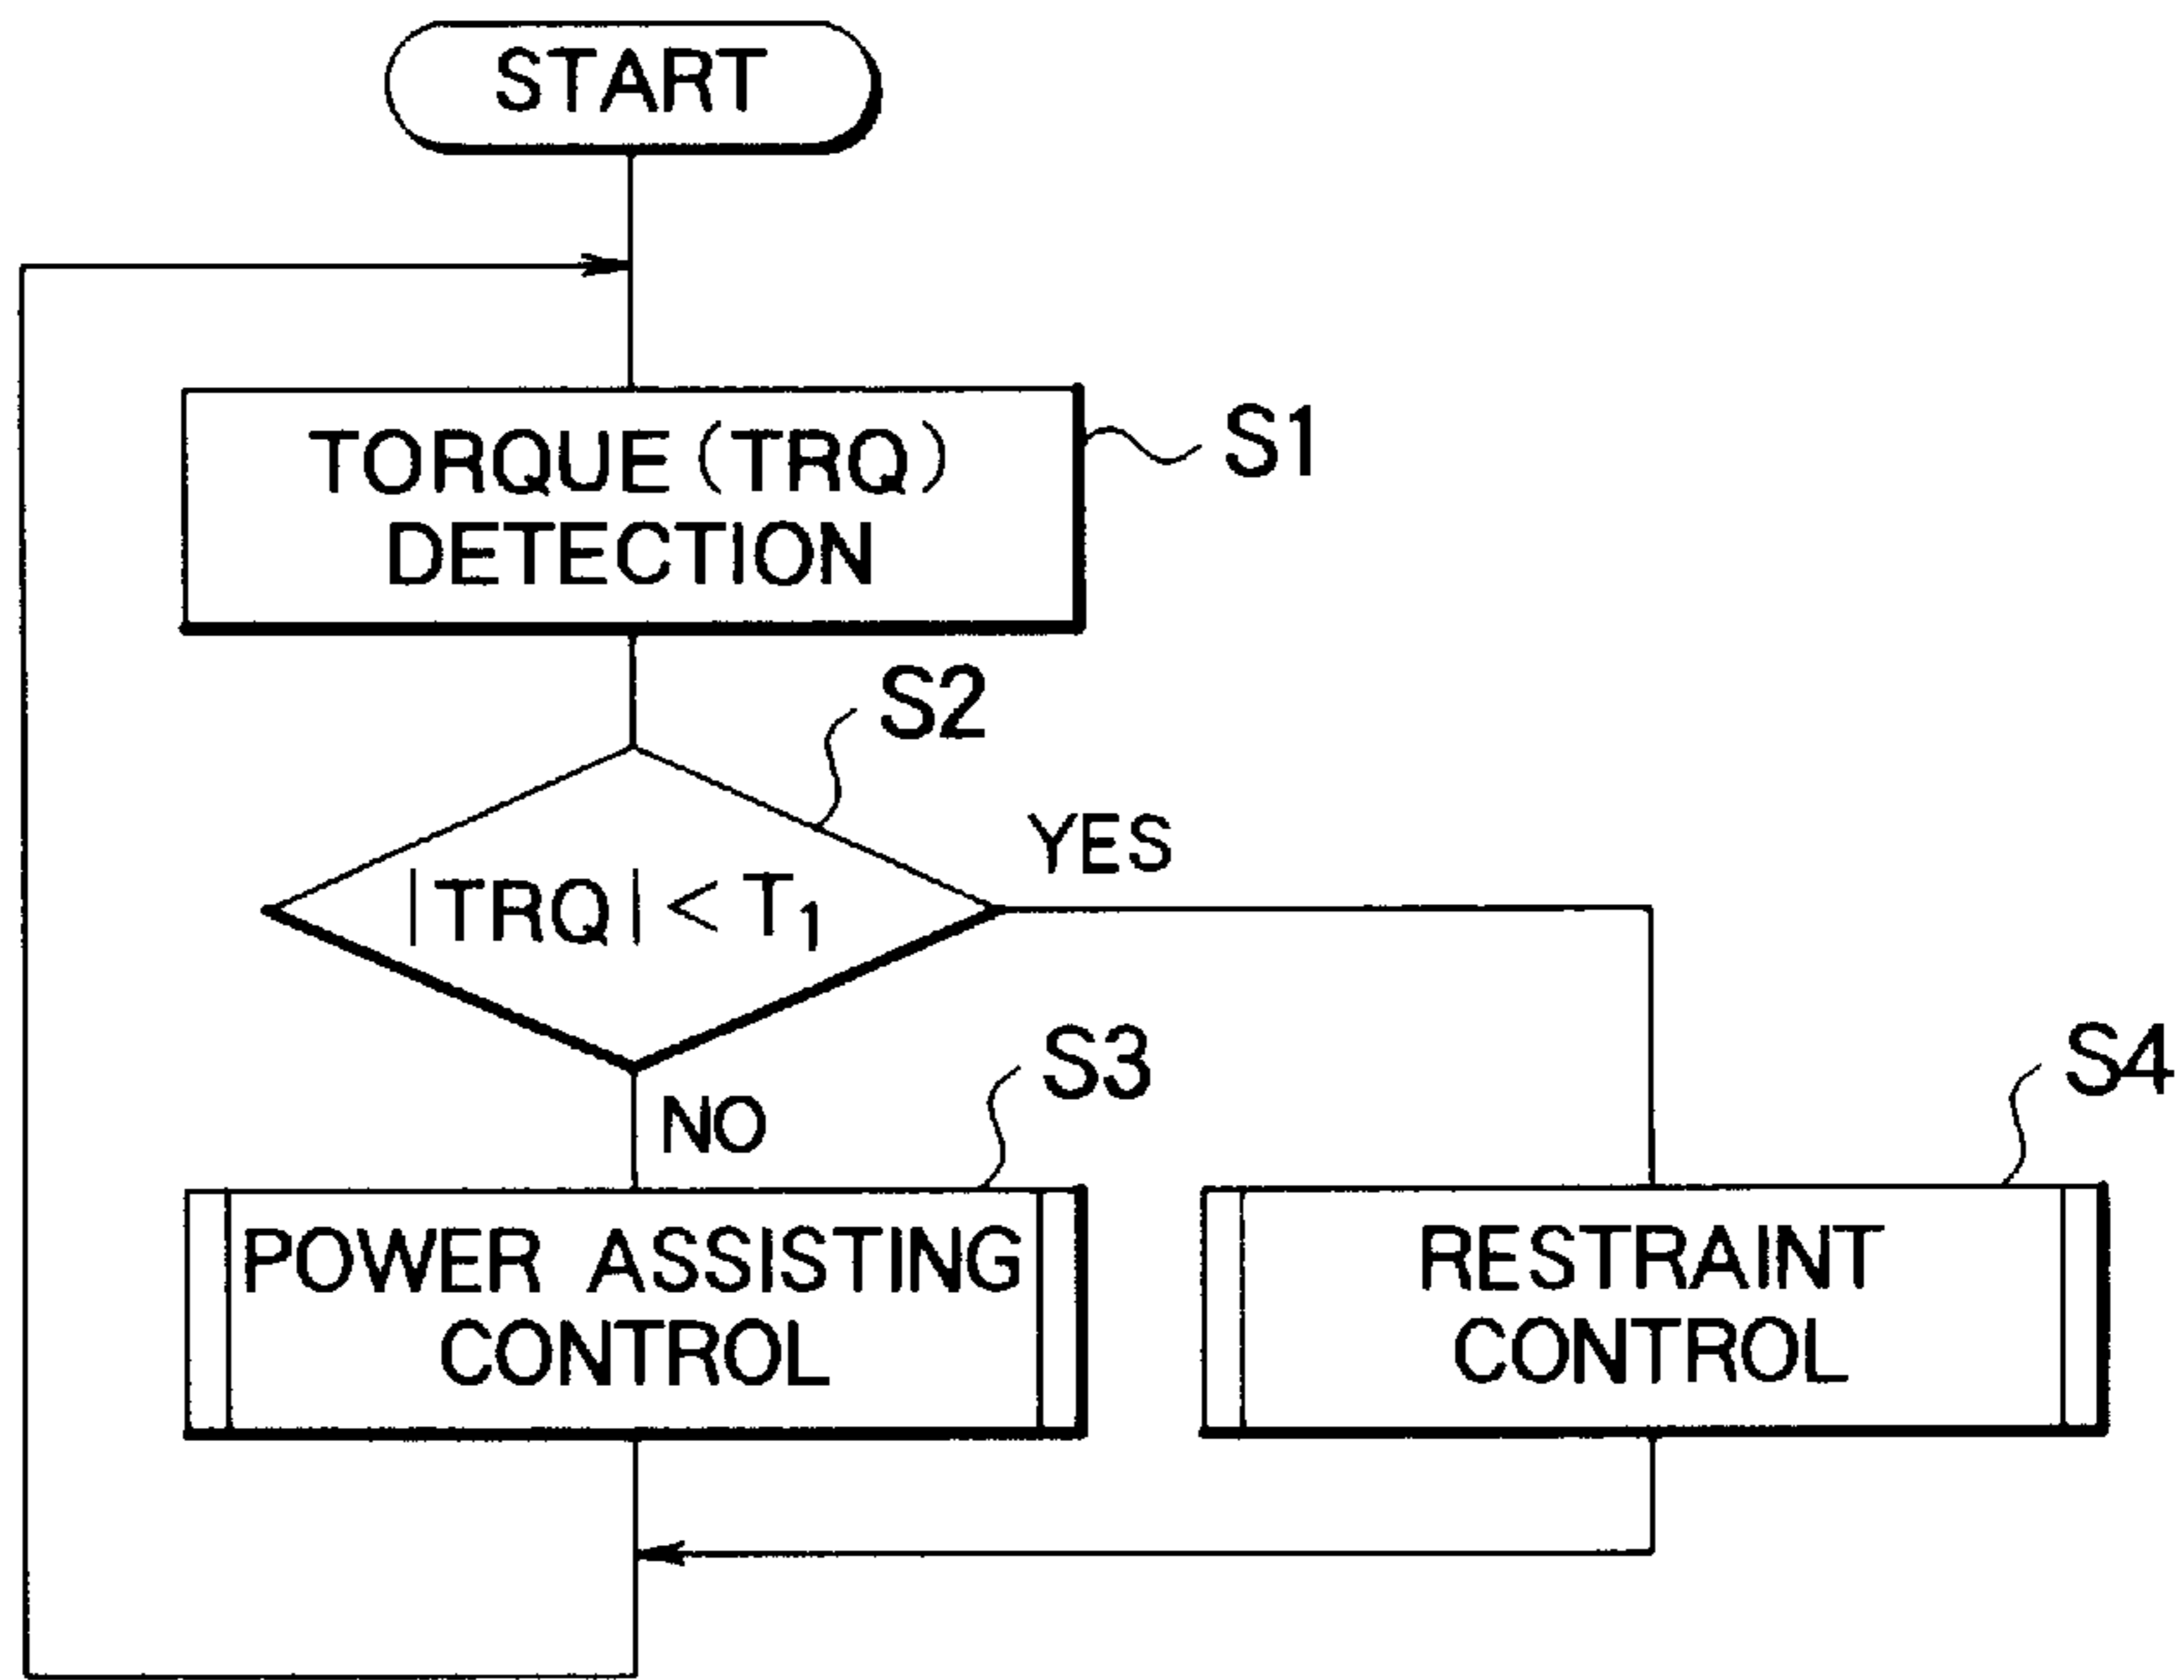 START
TORQUE (TRQ)
DETECTION
S1
S2
|TRQ| < T₁
YES
NO
S3
POWER ASSISTING
CONTROL
S4
RESTRAINT
CONTROL